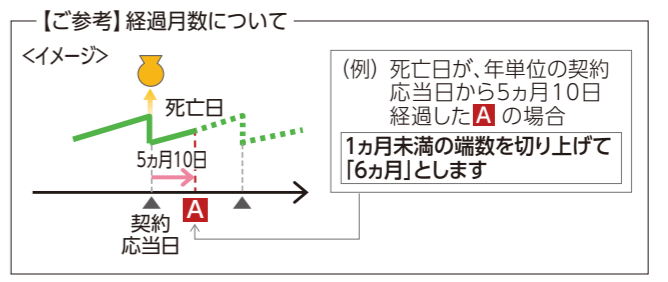 【ご参考】経過月数について
<イメージ>
死亡日
5ヵ月10日
A
契約
応当日
(例) 死亡日が、年単位の契約
応当日から5ヵ月10日
経過した A の場合
1ヵ月未満の端数を切り上げて
「6ヵ月」とします